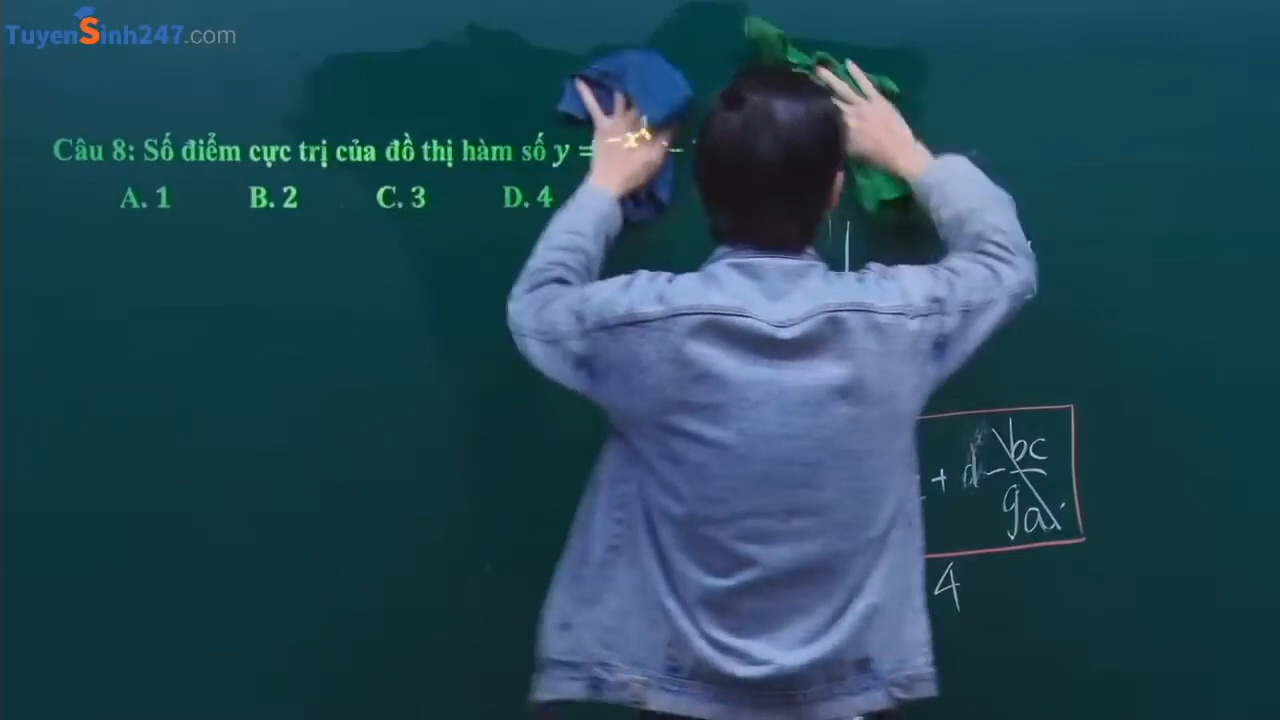 TuyenSinh247.com
Câu 8: Số điểm cực trị của đồ thị hàm số y = -x⁴ -
A. 1 B. 2 C. 3 D. 4
+ d - bc
9a
4